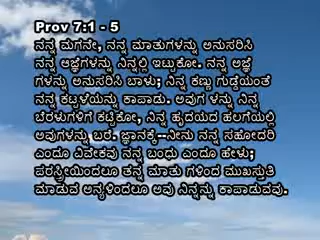 Prov 7:1 - 5
ನನ್ನ ಮಗನೇ, ನನ್ನ ಮಾತುಗಳನ್ನು ಅನುಸರಿಸಿ
ನನ್ನ ಆಜ್ಞೆಗಳನ್ನು ನಿನ್ನಲ್ಲಿ ಇಟ್ಟುಕೋ. ನನ್ನ ಅಜ್ಞೆ
ಗಳನ್ನು ಅನುಸರಿಸಿ ಬಾಳು; ನಿನ್ನ ಕಣ್ಣು ಗುಡ್ಡೆಯಂತೆ
ನನ್ನ ಕಟ್ಟಳೆಯನ್ನು ಕಾಪಾಡು. ಅವುಗ ಳನ್ನು ನಿನ್ನ
ಬೆರಳುಗಳಿಗೆ ಕಟ್ಟಿಕೋ, ನಿನ್ನ ಹೃದಯದ ಹಲಗೆಯಲ್ಲಿ
ಅವುಗಳನ್ನು ಬರೆ. ಜ್ಞಾನಕ್ಕೆ--ನೀನು ನನ್ನ ಸಹೋದರಿ
ಎಂದೂ ವಿವೇಕವು ನನ್ನ ಬಂಧು ಎಂದೂ ಹೇಳು;
ಪರಸ್ತ್ರೀಯಿಂದಲೂ ತನ್ನ ಮಾತು ಗಳಿಂದ ಮುಖಸ್ತುತಿ
ಮಾಡುವ ಅನ್ಯಳಿಂದಲೂ ಅವು ನಿನ್ನನ್ನು ಕಾಪಾಡುವವು.